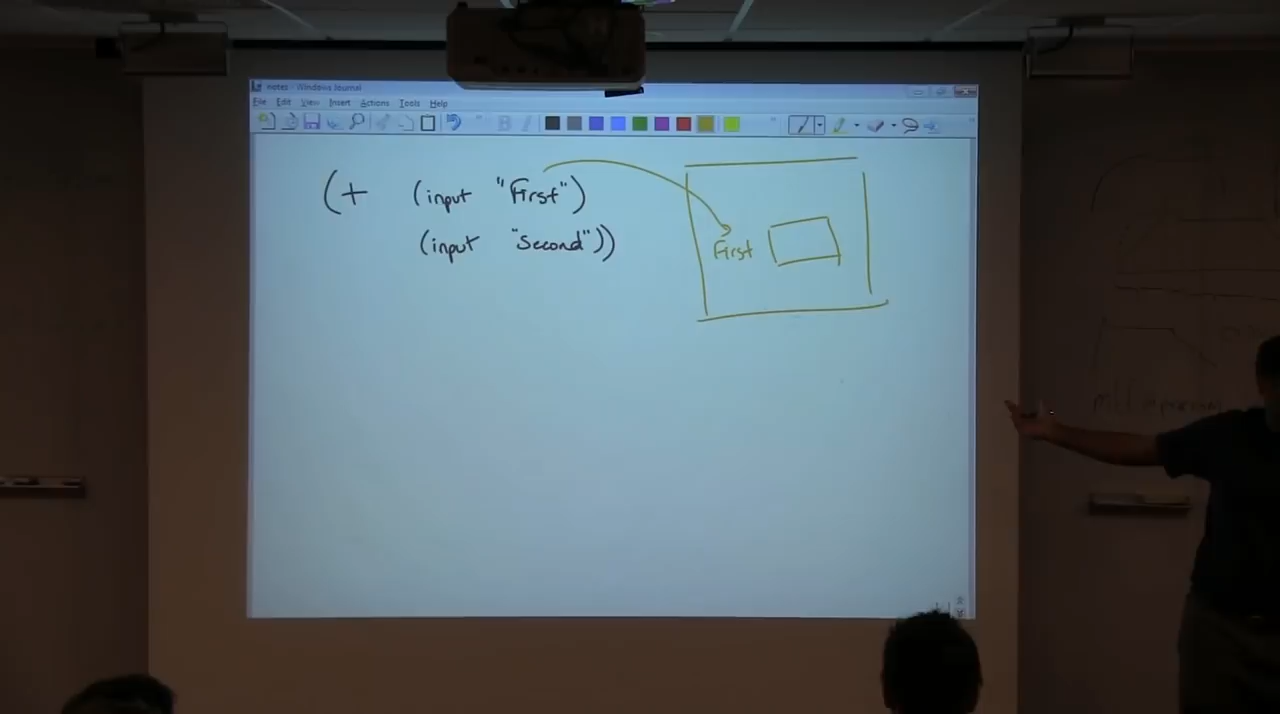 notes - Windows Journal
File Edit View Insert Actions Tools Help
(+ (input "First")
(input "second"))
First